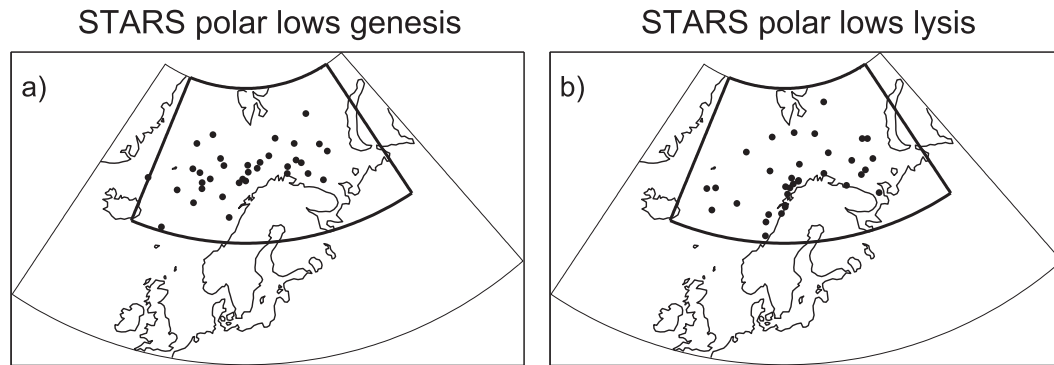 STARS polar lows genesis
STARS polar lows lysis
a)
b)